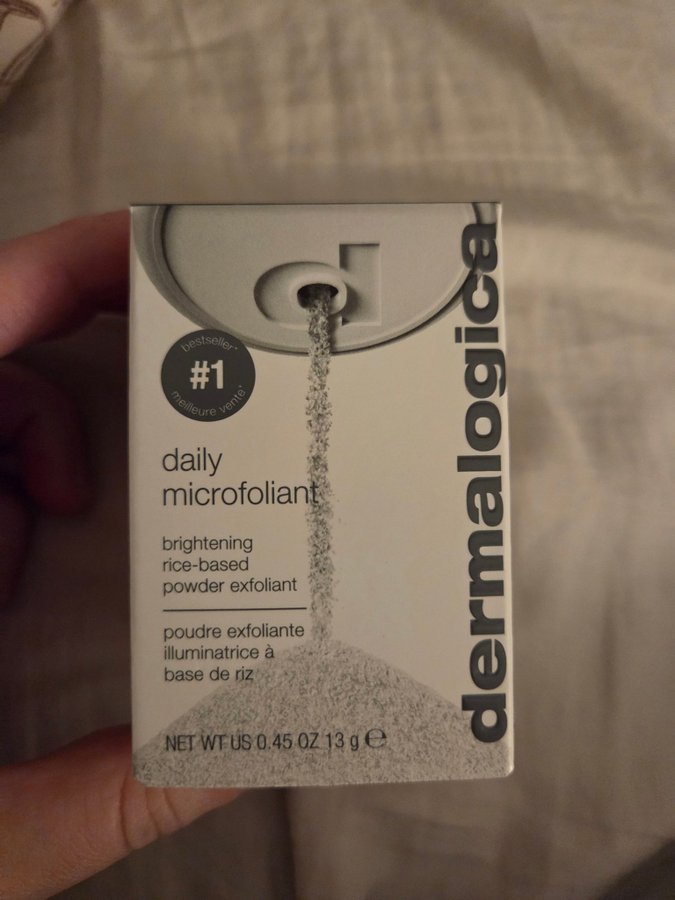 bestseller*
#1
meilleure vente*
daily
microfoliant
brightening
rice-based
powder exfoliant
poudre exfoliante
illuminatrice à
base de riz
NET WT US 0.45 OZ 13 g ℮
dermalogica
d